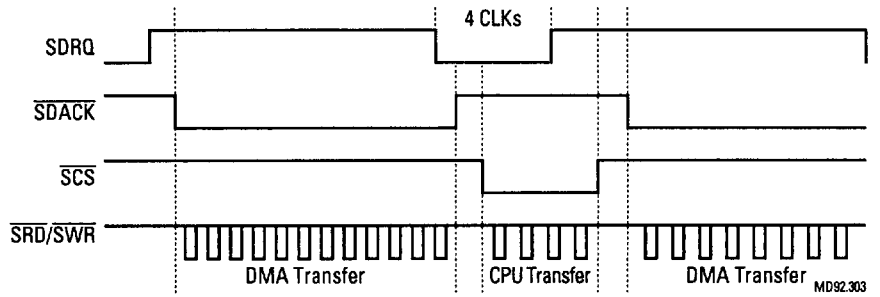 4 CLKs
SDRQ
SDACK
SCS
SRD/SWR
DMA Transfer CPU Transfer DMA Transfer
MD92.303